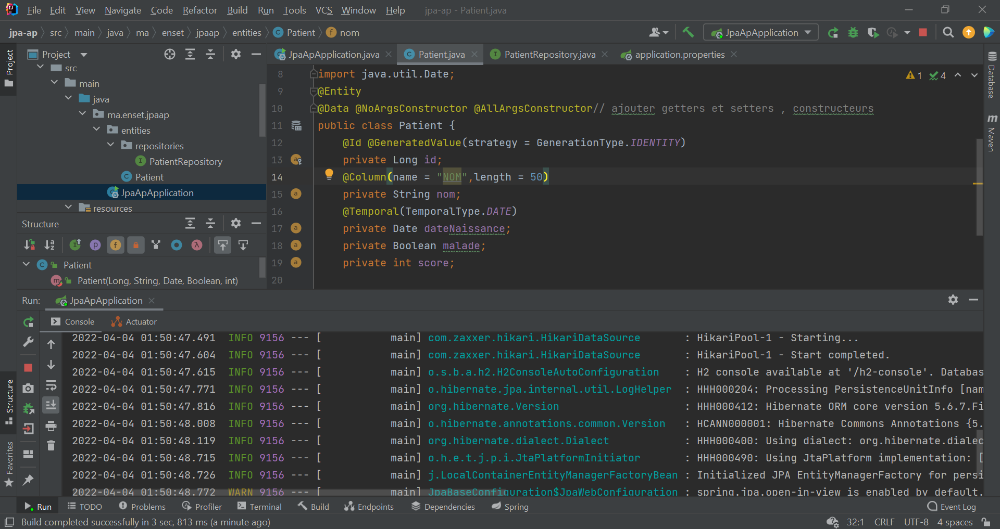 File Edit View Navigate Code Refactor Build Run Tools VCS Window Help jpa-ap - Patient.java
jpa-ap src main java ma enset jpaap entities C Patient f nom JpaApApplication
Project
Project
src
main
java
ma.enset.jpaap
entities
repositories
I PatientRepository
C Patient
JpaApApplication
resources
JpaApApplication.java C Patient.java I PatientRepository.java application.properties
1 4
8 import java.util.Date;
9 @Entity
10 @Data @NoArgsConstructor @AllArgsConstructor// ajouter getters et setters , constructeurs
11 public class Patient {
12 @Id @GeneratedValue(strategy = GenerationType.IDENTITY)
13 private Long id;
14 @Column(name = "NOM",length = 50)
15 private String nom;
16 @Temporal(TemporalType.DATE)
17 private Date dateNaissance;
18 private Boolean malade;
19 private int score;
20
Database
m Maven
Structure
C Patient
m Patient(Long, String, Date, Boolean, int)
Run: JpaApApplication
Console Actuator
2022-04-04 01:50:47.491 INFO 9156 --- [ main] com.zaxxer.hikari.HikariDataSource : HikariPool-1 - Starting...
2022-04-04 01:50:47.604 INFO 9156 --- [ main] com.zaxxer.hikari.HikariDataSource : HikariPool-1 - Start completed.
2022-04-04 01:50:47.615 INFO 9156 --- [ main] o.s.b.a.h2.H2ConsoleAutoConfiguration : H2 console available at '/h2-console'. Databas
2022-04-04 01:50:47.771 INFO 9156 --- [ main] o.hibernate.jpa.internal.util.LogHelper : HHH000204: Processing PersistenceUnitInfo [nam
2022-04-04 01:50:47.816 INFO 9156 --- [ main] org.hibernate.Version : HHH000412: Hibernate ORM core version 5.6.7.Fi
2022-04-04 01:50:48.008 INFO 9156 --- [ main] o.hibernate.annotations.common.Version : HCANN000001: Hibernate Commons Annotations {5.
2022-04-04 01:50:48.119 INFO 9156 --- [ main] org.hibernate.dialect.Dialect : HHH000400: Using dialect: org.hibernate.dialec
2022-04-04 01:50:48.715 INFO 9156 --- [ main] o.h.e.t.j.p.i.JtaPlatformInitiator : HHH000490: Using JtaPlatform implementation: [
2022-04-04 01:50:48.726 INFO 9156 --- [ main] j.LocalContainerEntityManagerFactoryBean : Initialized JPA EntityManagerFactory for persi
2022-04-04 01:50:48.772 WARN 9156 --- [ main] JpaBaseConfiguration$JpaWebConfiguration : spring.jpa.open-in-view is enabled by default.
Structure
Favorites
Run TODO Problems Profiler Terminal Build Endpoints Dependencies Spring Event Log
Build completed successfully in 3 sec, 813 ms (a minute ago) 32:1 CRLF UTF-8 4 spaces